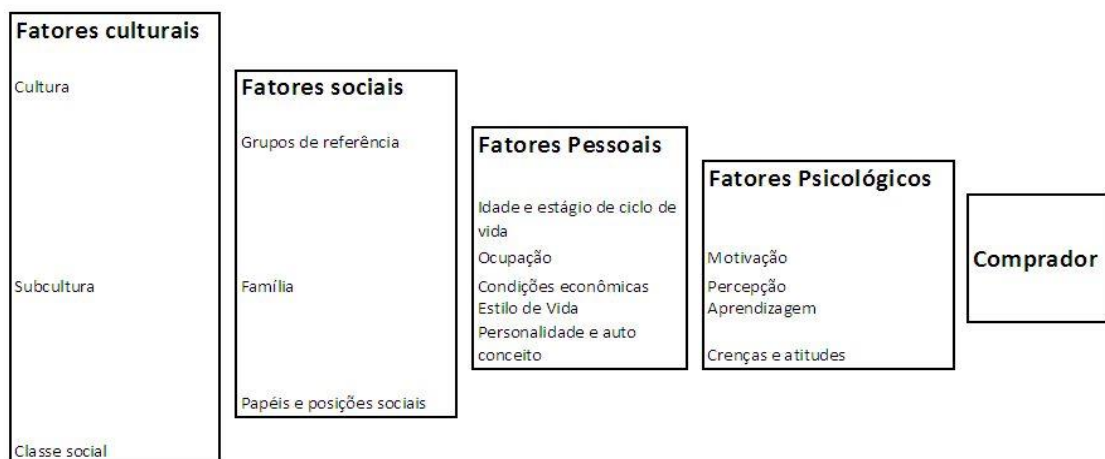 Fatores culturais
Cultura
Subcultura
Classe social
Fatores sociais
Grupos de referência
Família
Papéis e posições sociais
Fatores Pessoais
Idade e estágio de ciclo de
vida
Ocupação
Condições econômicas
Estilo de Vida
Personalidade e auto
conceito
Fatores Psicológicos
Motivação
Percepção
Aprendizagem
Crenças e atitudes
Comprador